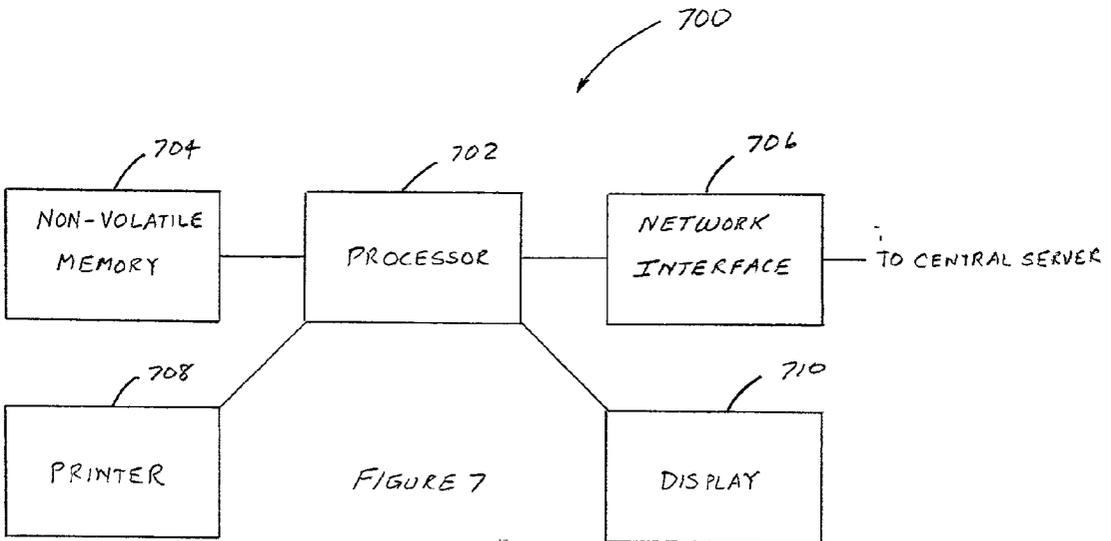 700
704
702
706
NON-VOLATILE
MEMORY
PROCESSOR
NETWORK
INTERFACE
TO CENTRAL SERVER
708
710
PRINTER
FIGURE 7
DISPLAY